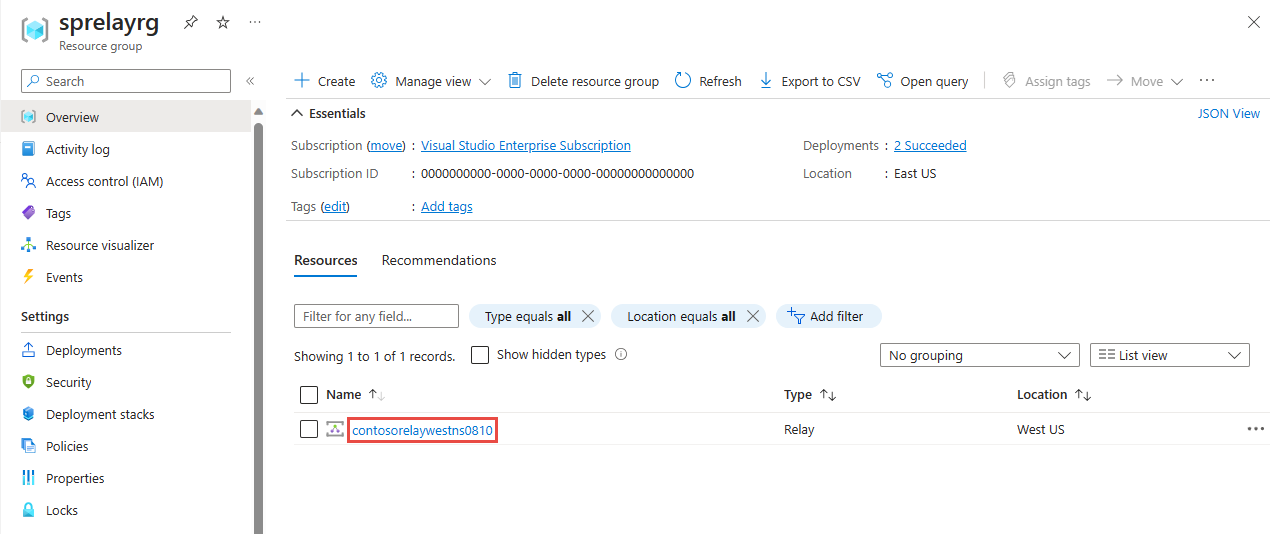 sprelayrg
Resource group
Search
Overview
Activity log
Access control (IAM)
Tags
Resource visualizer
Events
Settings
Deployments
Security
Deployment stacks
Policies
Properties
Locks
Create Manage view Delete resource group Refresh Export to CSV Open query Assign tags Move
Essentials JSON View
Subscription (move) : Visual Studio Enterprise Subscription Deployments : 2 Succeeded
Subscription ID : 0000000000-0000-0000-0000-00000000000000 Location : East US
Tags (edit) : Add tags
Resources Recommendations
Filter for any field... Type equals all Location equals all Add filter
Showing 1 to 1 of 1 records. Show hidden types No grouping List view
Name Type Location
contosorelaywestns0810 Relay West US